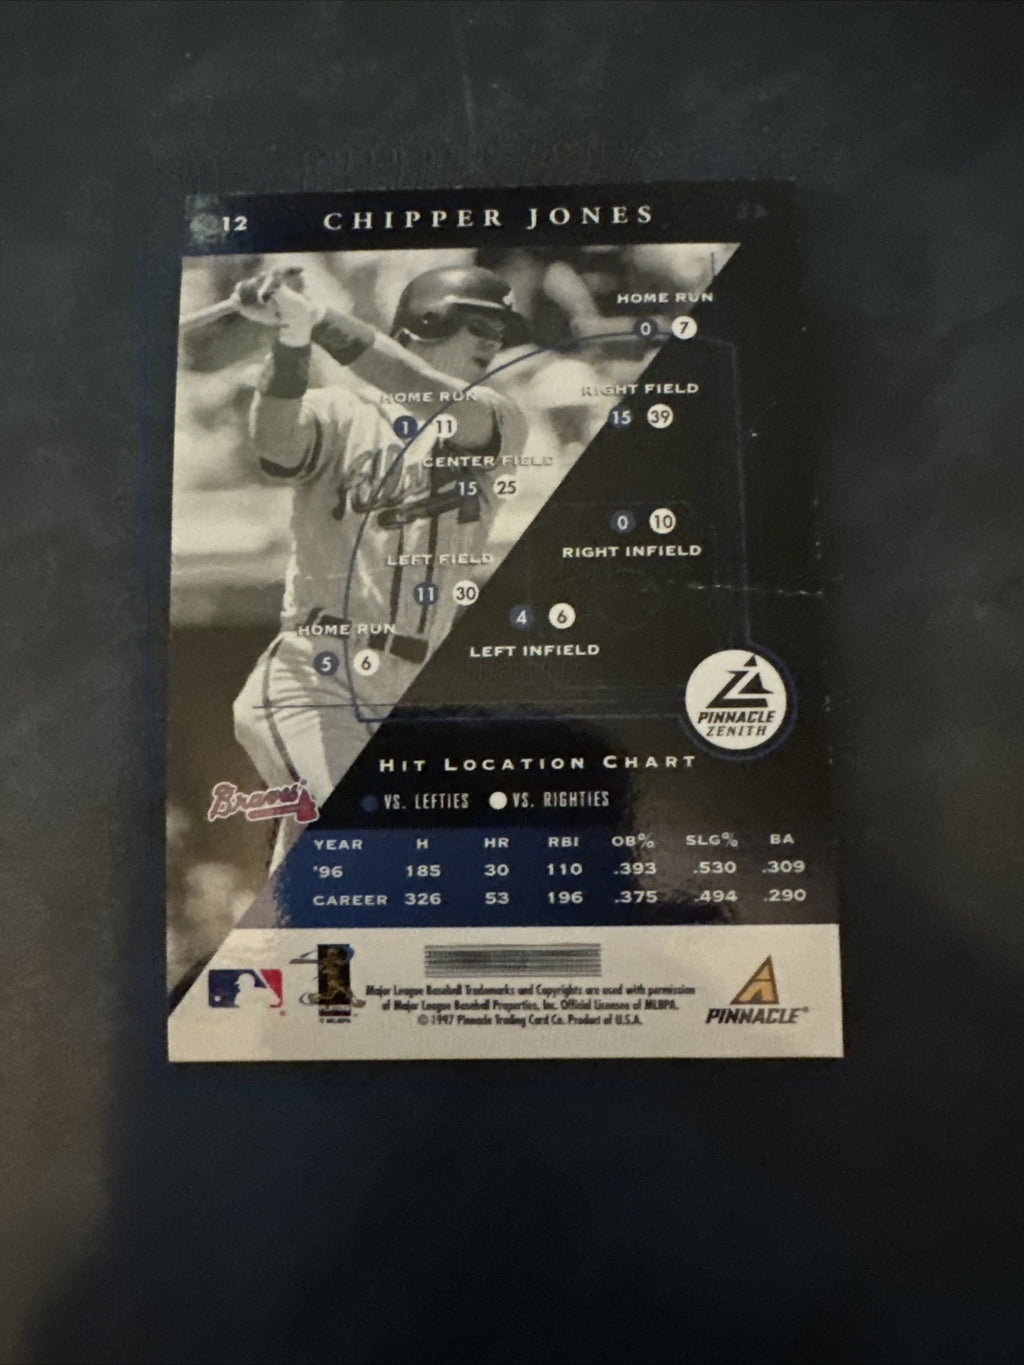 12 CHIPPER JONES
HOME RUN
0 7
RIGHT FIELD
15 39
HOME RUN
1 11
CENTER FIELD
15 25
0 10
RIGHT INFIELD
LEFT FIELD
11 30
4 6
LEFT INFIELD
HOME RUN
5 6
PINNACLE
ZENITH
HIT LOCATION CHART
VS. LEFTIES VS. RIGHTIES
Braves
YEAR H HR RBI OB% SLG% BA
'96 185 30 110 .393 .530 .309
CAREER 326 53 196 .375 .494 .290
Major League Baseball Trademarks and Copyrights are used with permission
of Major League Baseball Properties, Inc. Official Licensee of MLBPA.
© 1997 Pinnacle Trading Card Co. Product of U.S.A.
© MLBPA
PINNACLE®